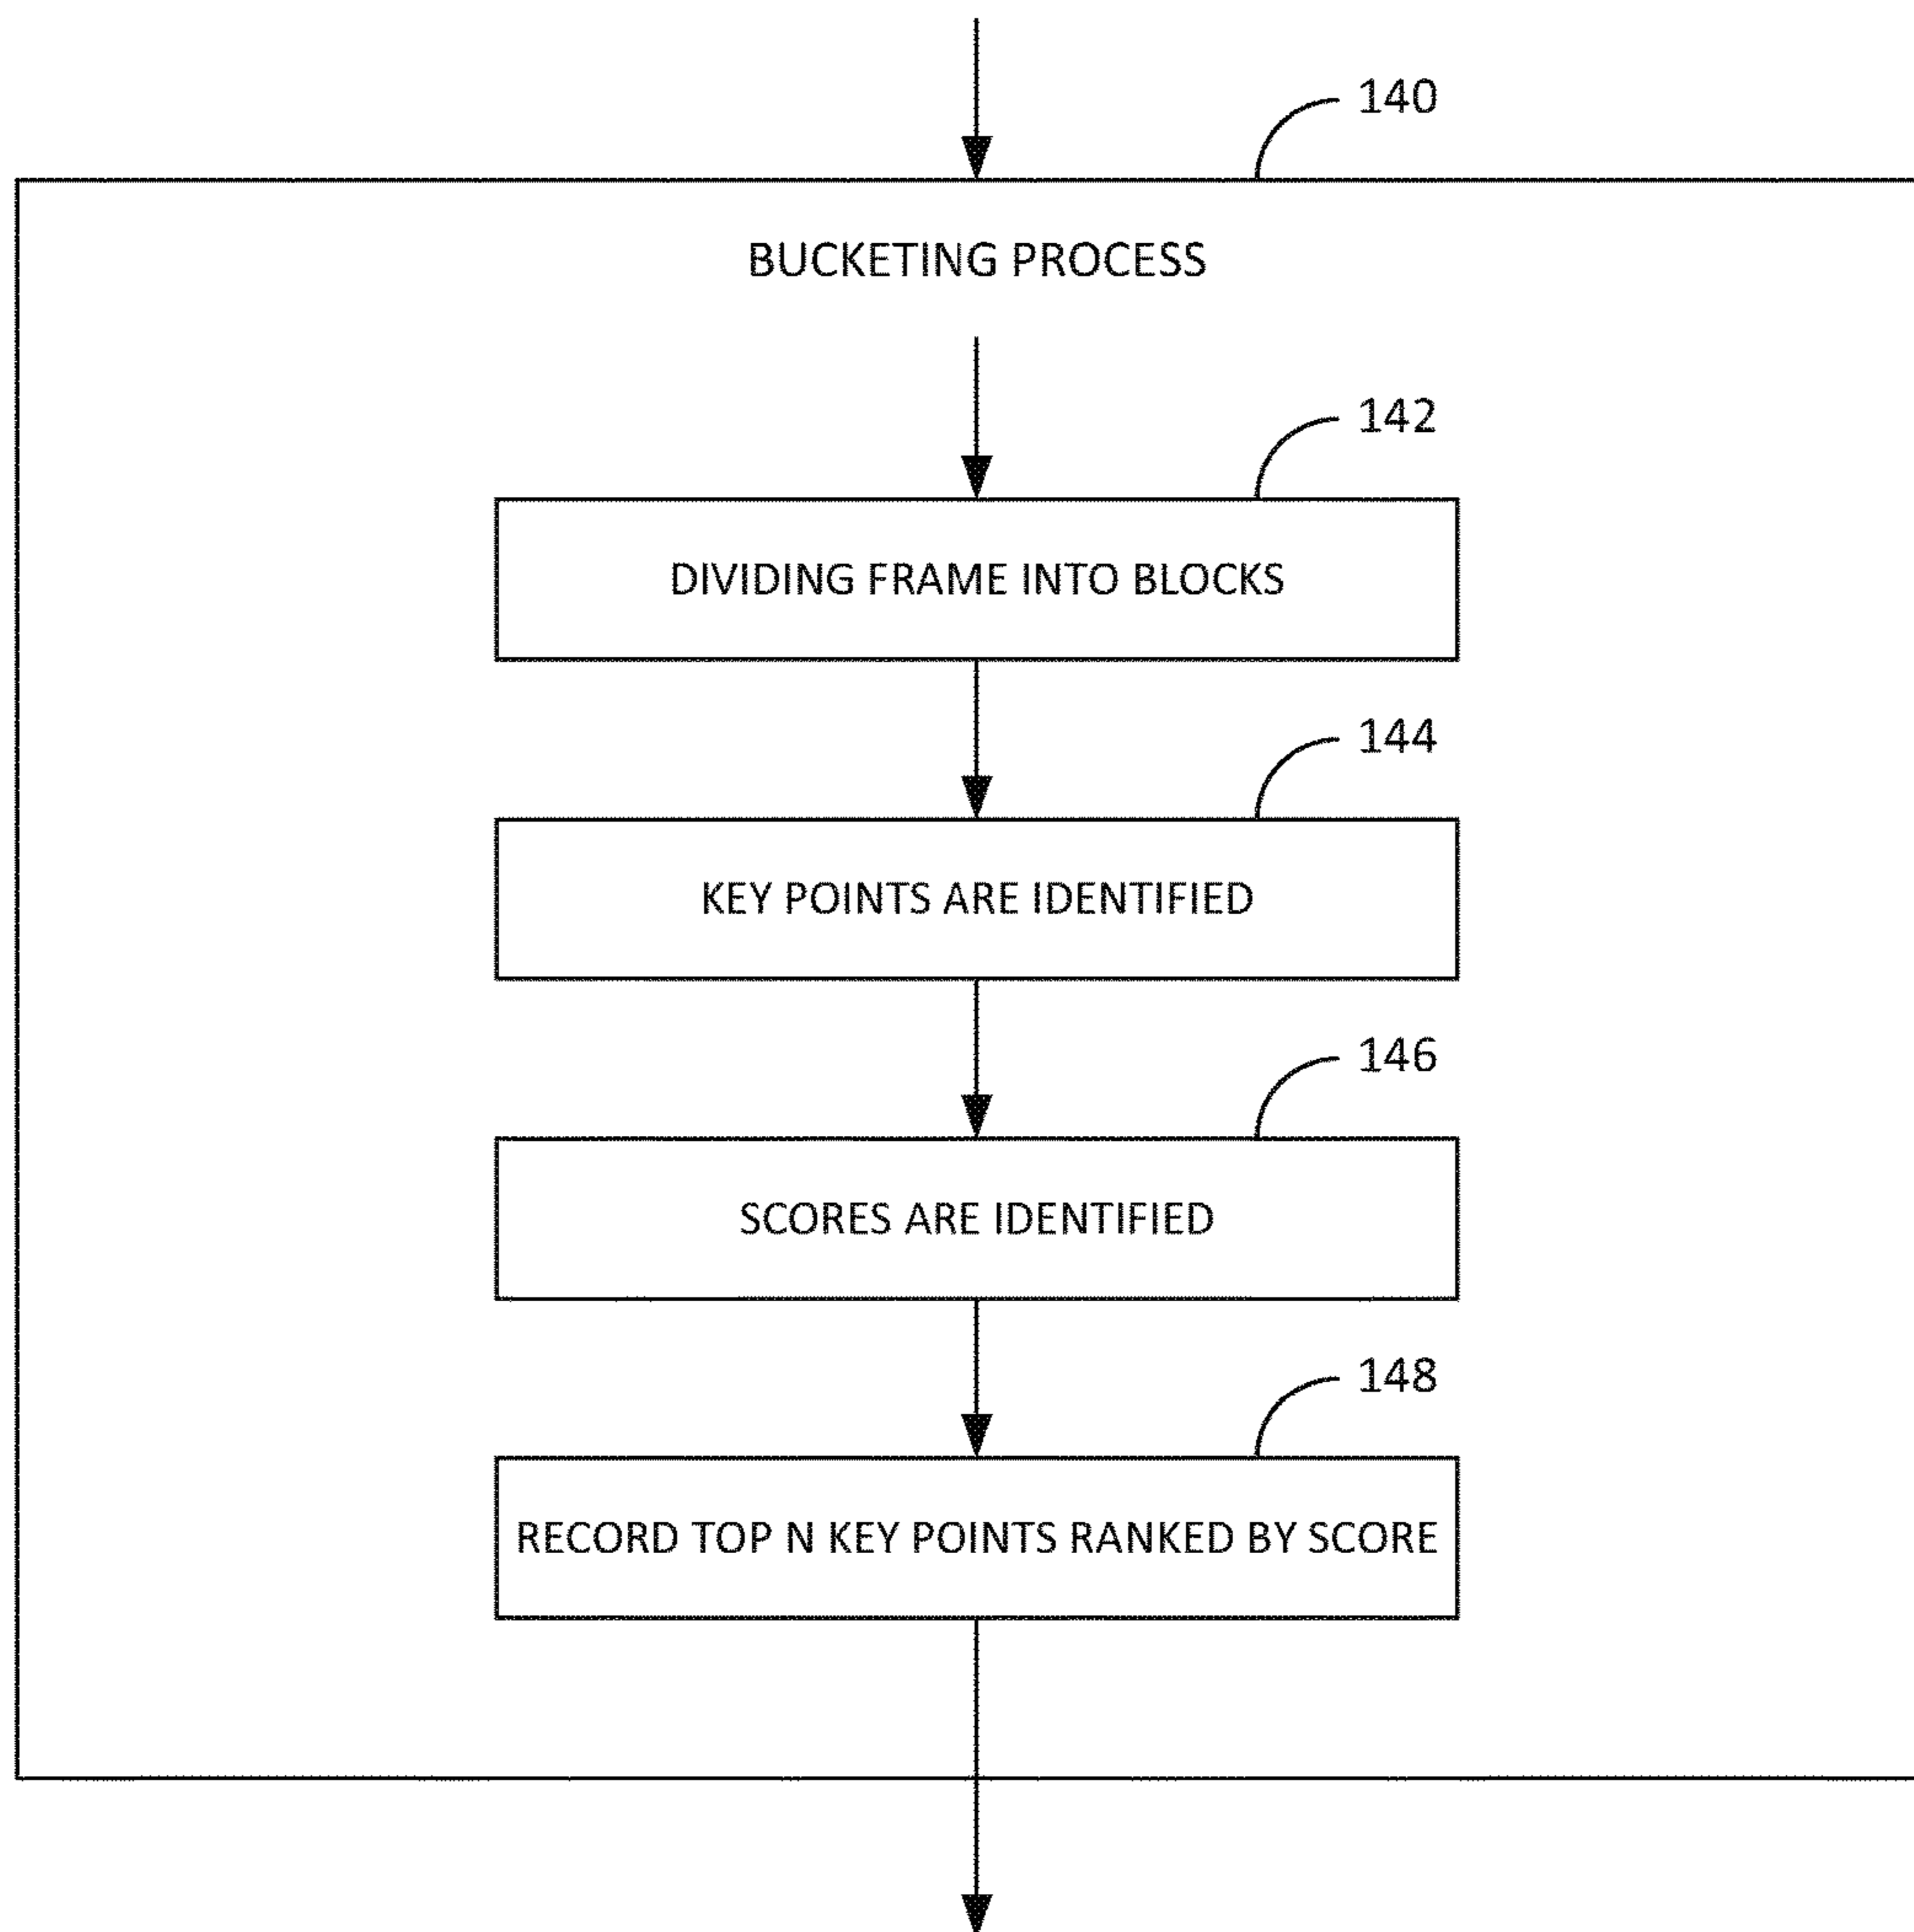 140
BUCKETING PROCESS
142
DIVIDING FRAME INTO BLOCKS
144
KEY POINTS ARE IDENTIFIED
146
SCORES ARE IDENTIFIED
148
RECORD TOP N KEY POINTS RANKED BY SCORE